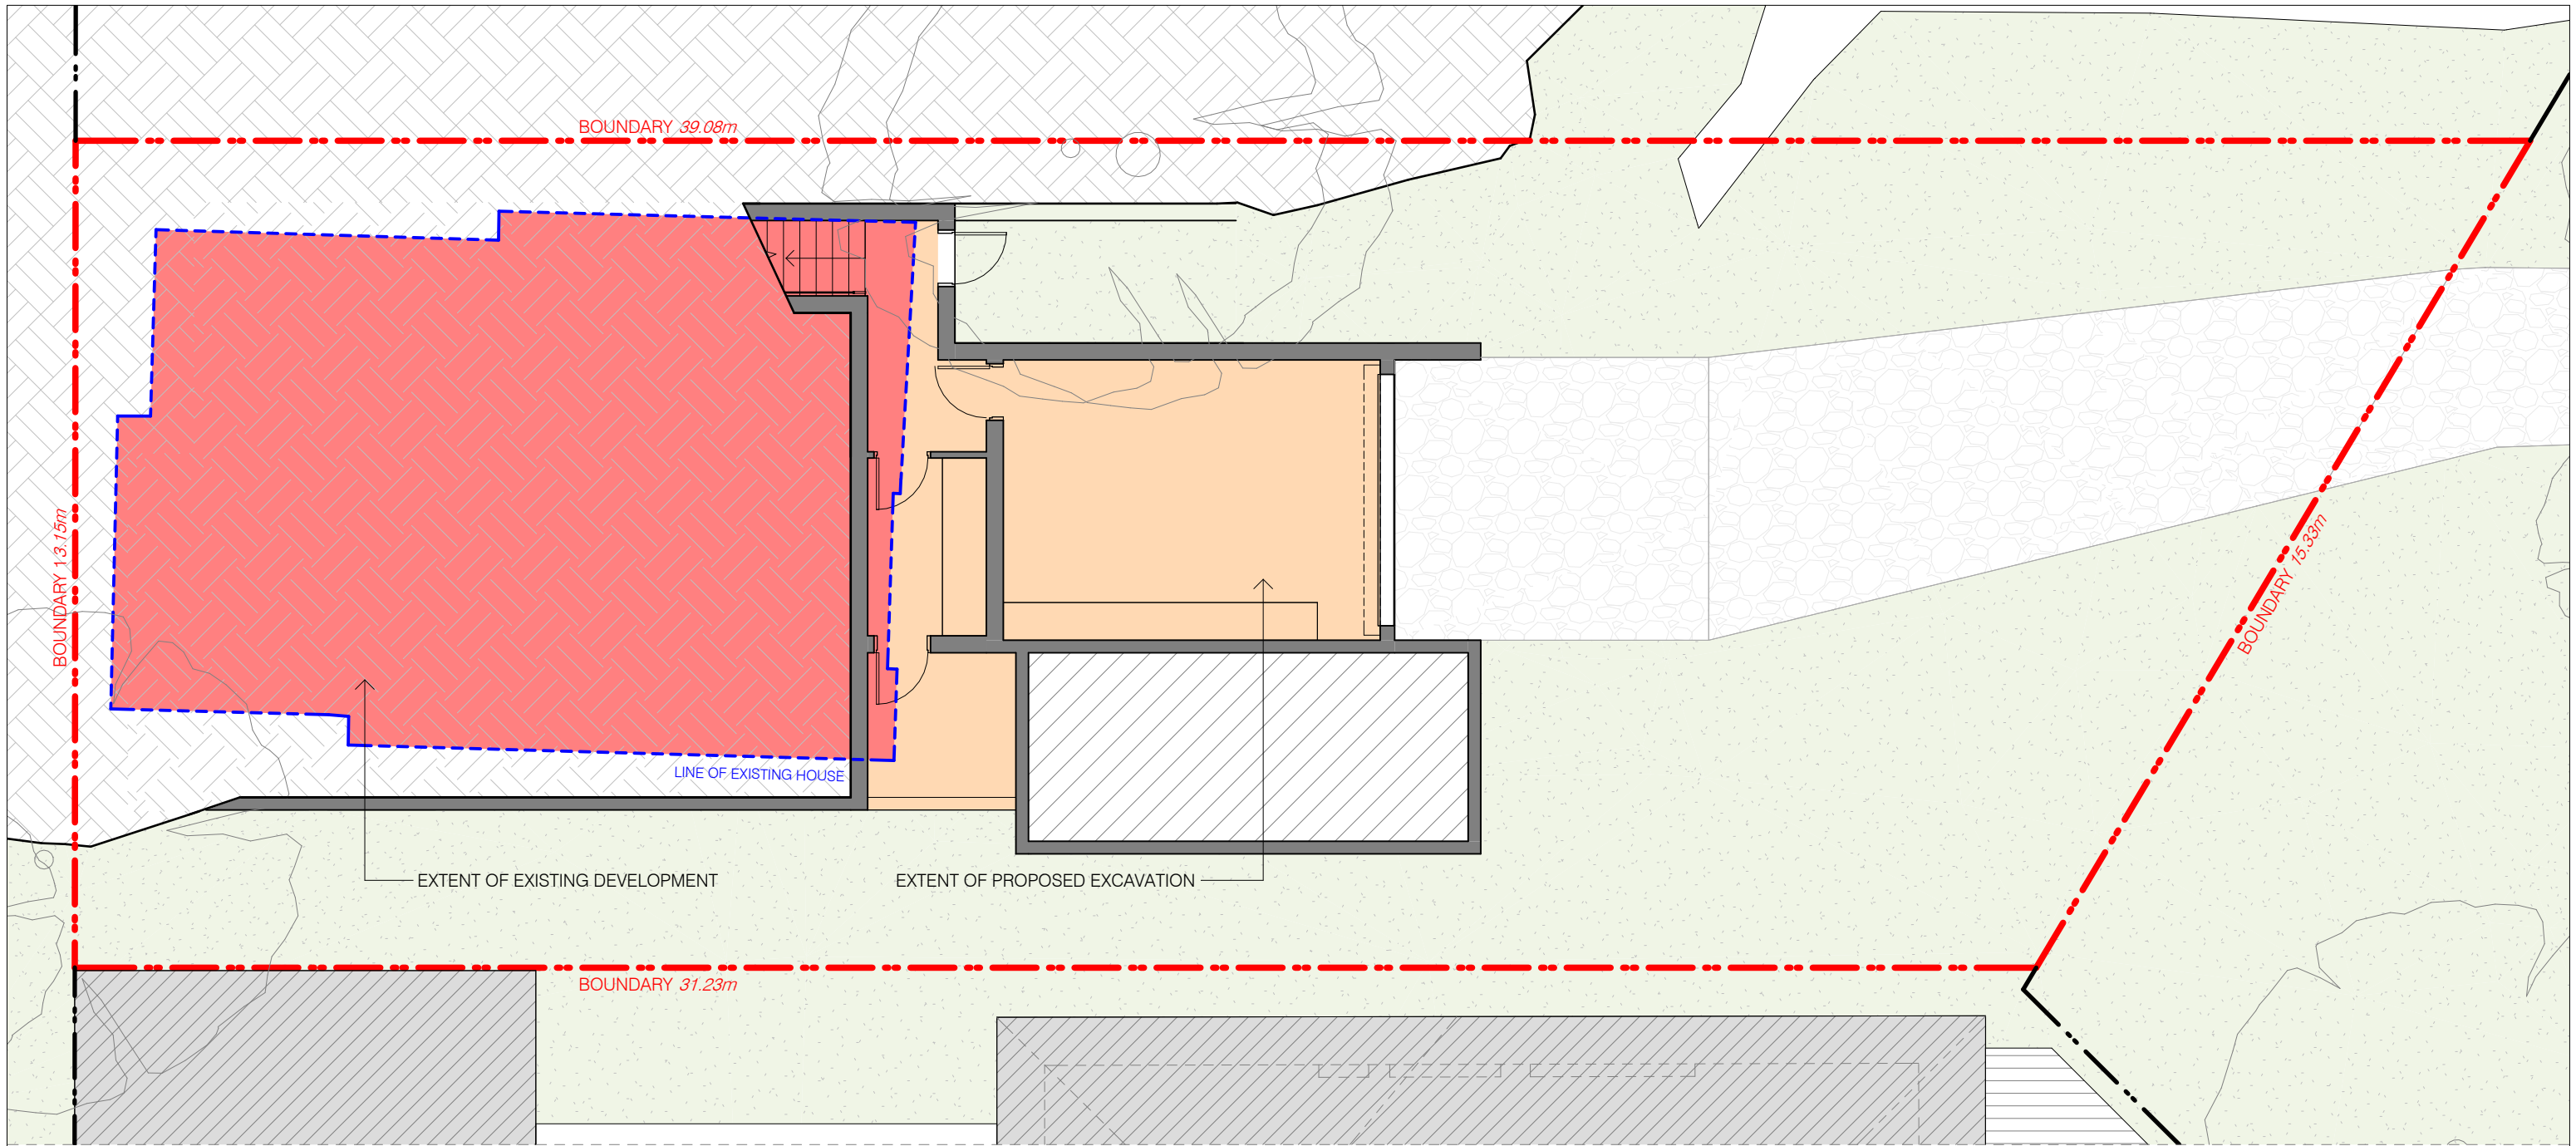 BOUNDARY 39.08m
BOUNDARY 13.15m
BOUNDARY 15.33m
LINE OF EXISTING HOUSE
EXTENT OF EXISTING DEVELOPMENT
EXTENT OF PROPOSED EXCAVATION
BOUNDARY 31.23m